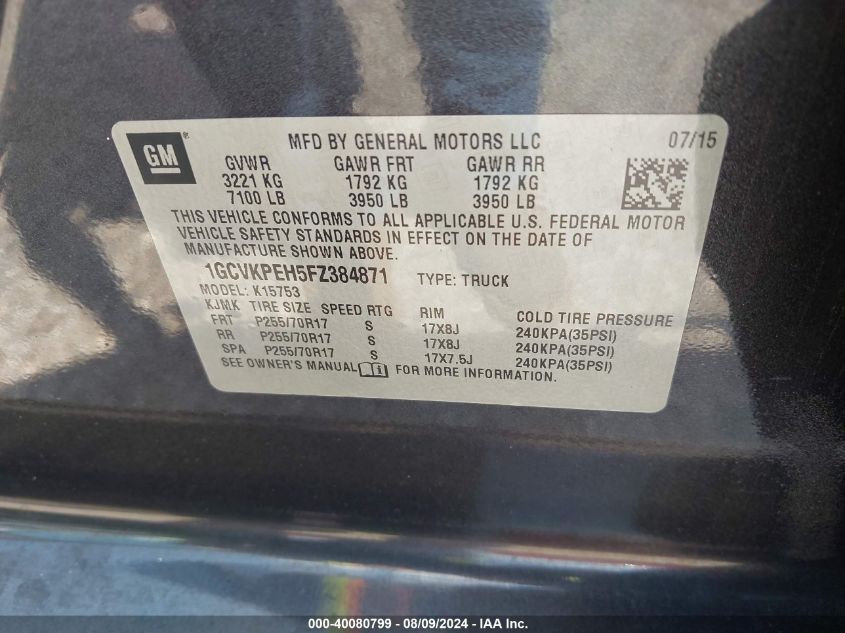 GM ® MFD BY GENERAL MOTORS LLC 07/15
GVWR GAWR FRT GAWR RR
3221 KG 1792 KG 1792 KG
7100 LB 3950 LB 3950 LB
THIS VEHICLE CONFORMS TO ALL APPLICABLE U.S. FEDERAL MOTOR
VEHICLE SAFETY STANDARDS IN EFFECT ON THE DATE OF
MANUFACTURE SHOWN ABOVE.
1GCVKPEH5FZ384871 TYPE: TRUCK
MODEL: K15753
KJMK TIRE SIZE SPEED RTG RIM COLD TIRE PRESSURE
FRT P255/70R17 S 17X8J 240KPA(35PSI)
RR P255/70R17 S 17X8J 240KPA(35PSI)
SPA P255/70R17 S 17X7.5J 240KPA(35PSI)
SEE OWNER'S MANUAL i FOR MORE INFORMATION.
000-40080799 - 08/09/2024 - IAA Inc.